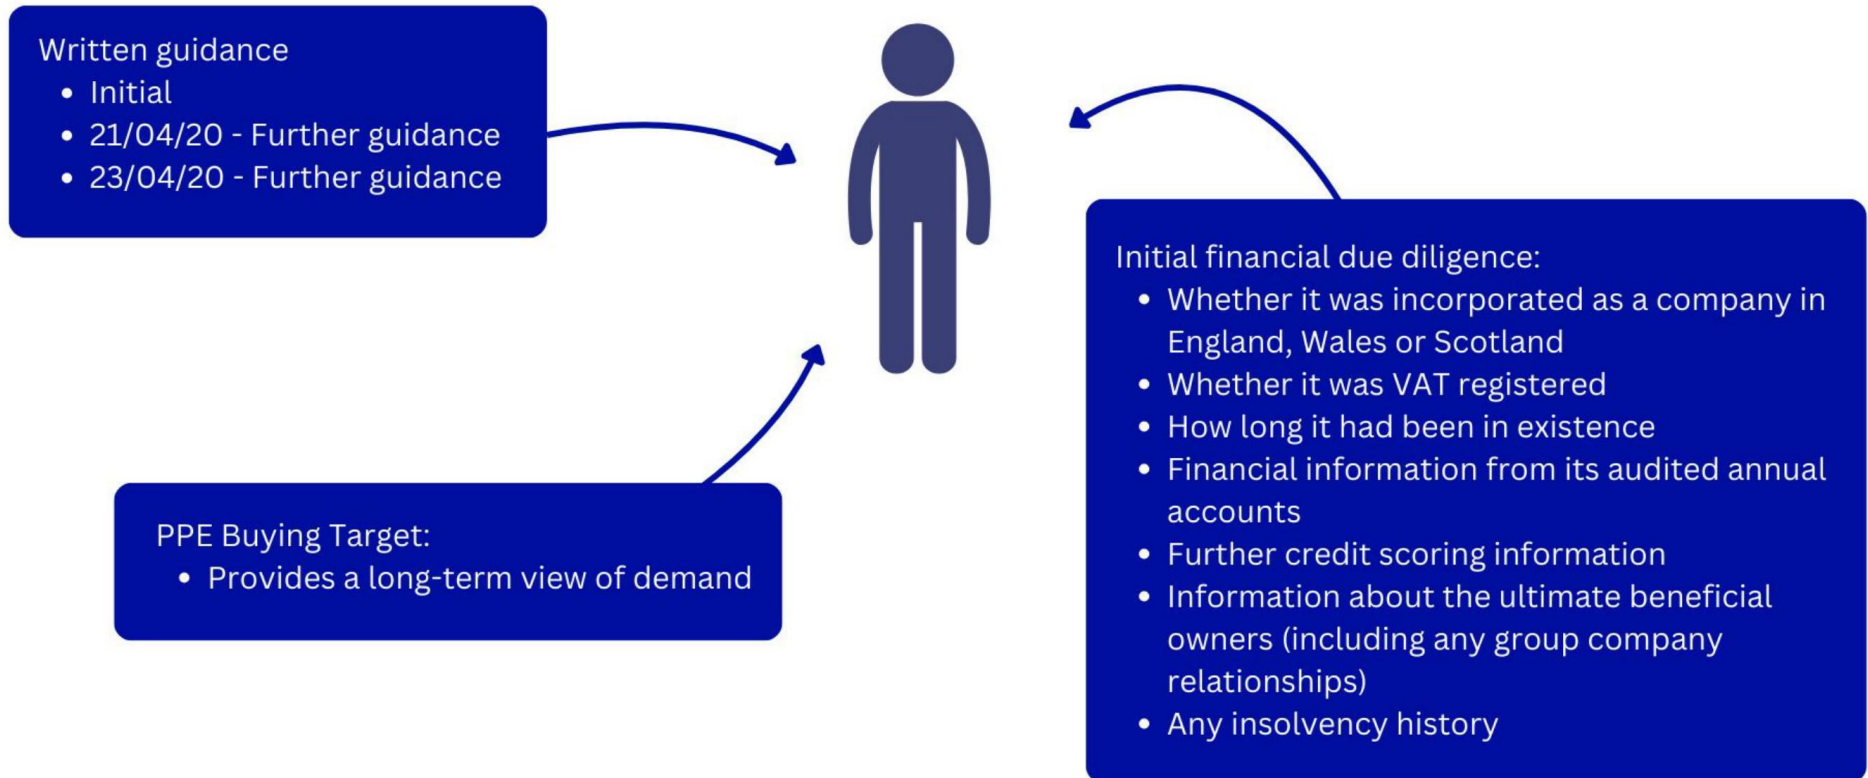 Written guidance
• Initial
• 21/04/20 - Further guidance
• 23/04/20 - Further guidance
PPE Buying Target:
• Provides a long-term view of demand
Initial financial due diligence:
• Whether it was incorporated as a company in
England, Wales or Scotland
• Whether it was VAT registered
• How long it had been in existence
• Financial information from its audited annual
accounts
• Further credit scoring information
• Information about the ultimate beneficial
owners (including any group company
relationships)
• Any insolvency history